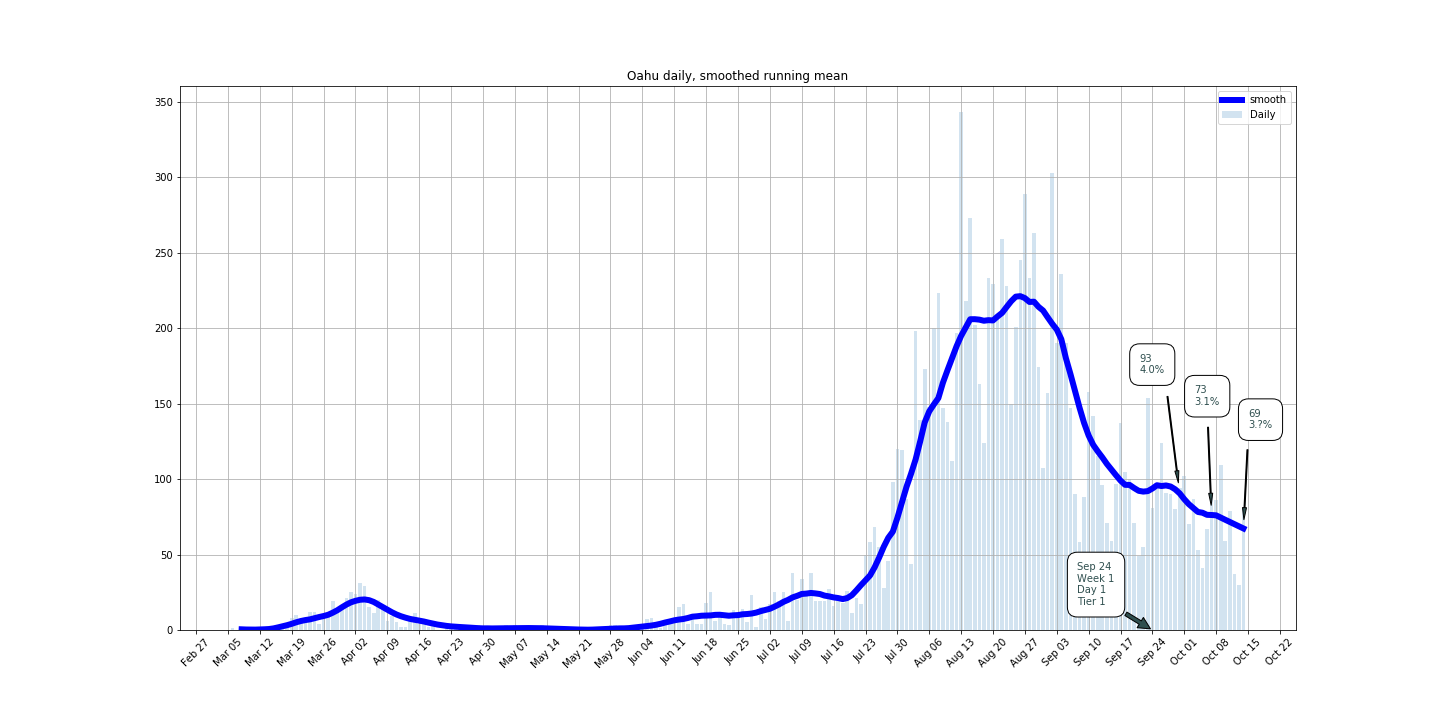 Oahu daily, smoothed running mean
350
300
250
200
150
100
50
0
smooth
Daily
93
4.0%
73
3.1%
69
3.?%
Sep 24
Week 1
Day 1
Tier 1
Feb 27
Mar 05
Mar 12
Mar 19
Mar 26
Apr 02
Apr 09
Apr 16
Apr 23
Apr 30
May 07
May 14
May 21
May 28
Jun 04
Jun 11
Jun 18
Jun 25
Jul 02
Jul 09
Jul 16
Jul 23
Jul 30
Aug 06
Aug 13
Aug 20
Aug 27
Sep 03
Sep 10
Sep 17
Sep 24
Oct 01
Oct 08
Oct 15
Oct 22